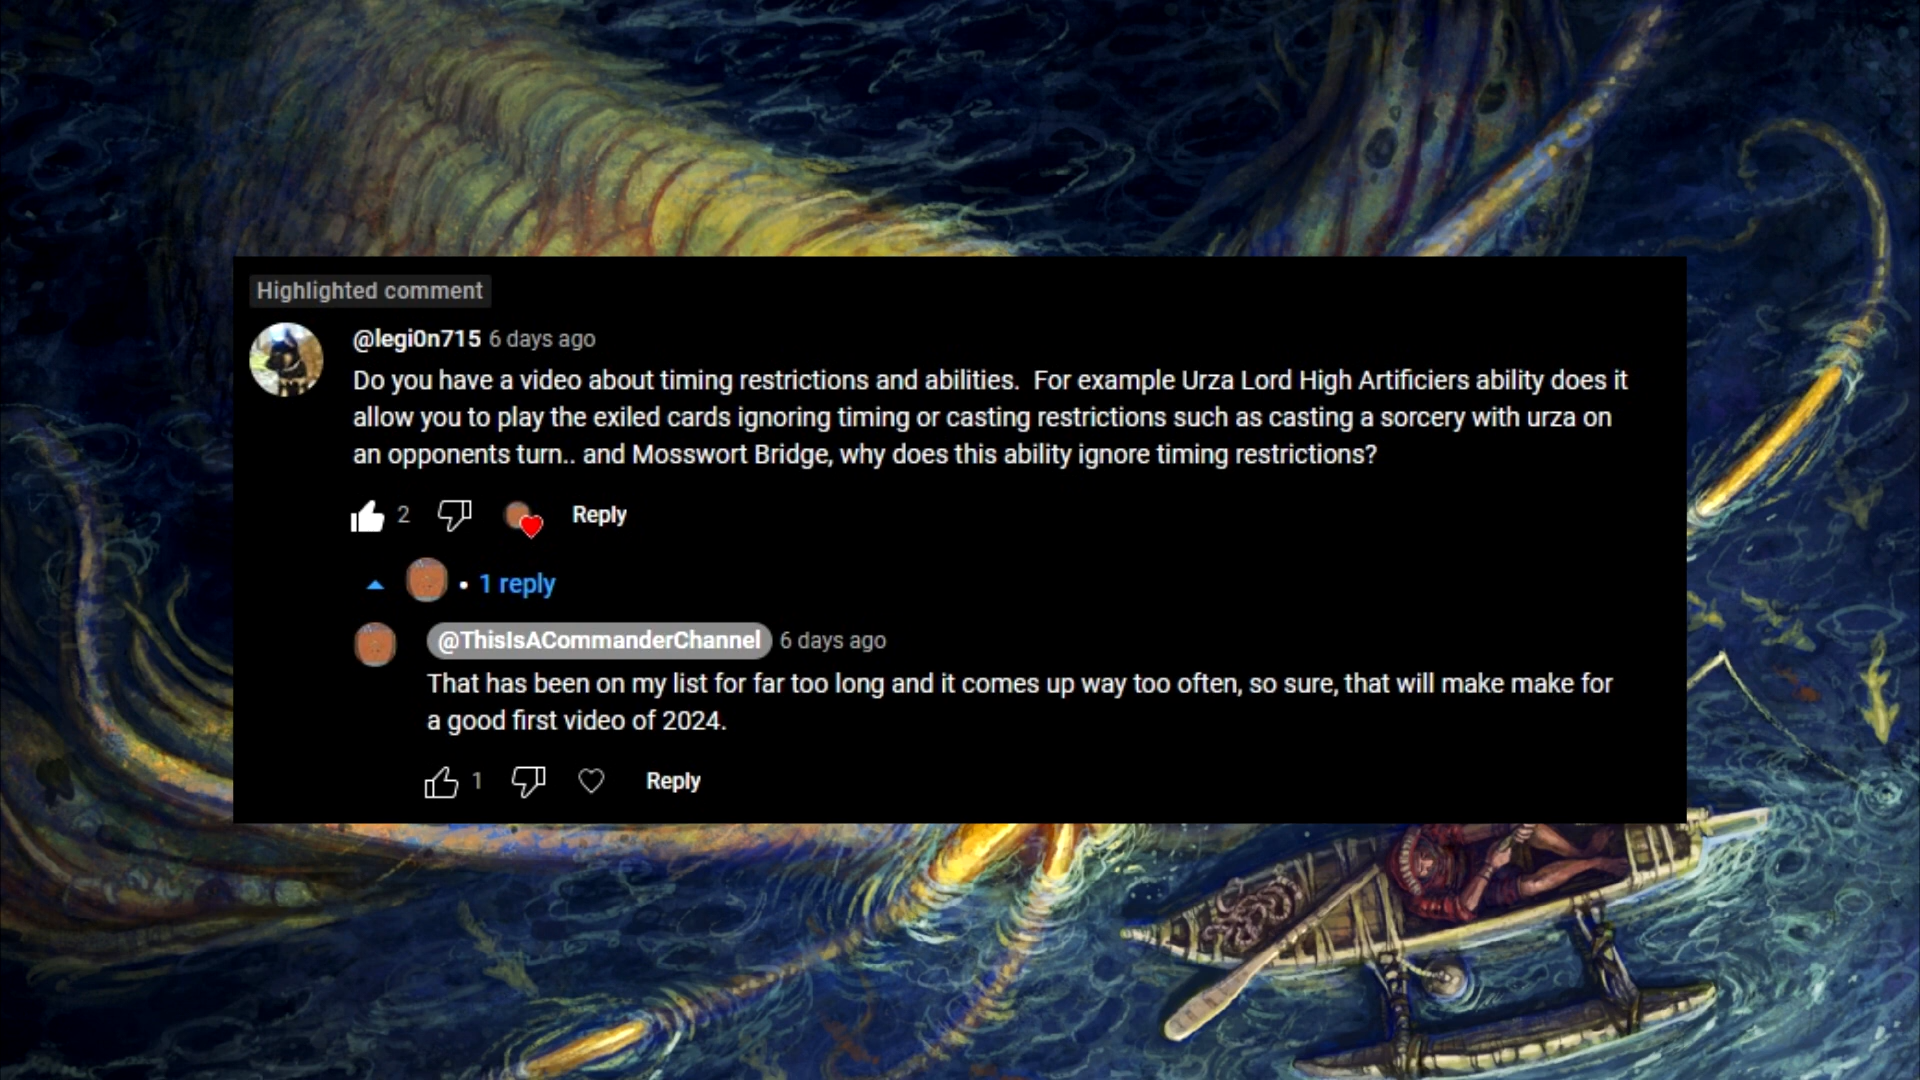 Highlighted comment
@legi0n715 6 days ago
Do you have a video about timing restrictions and abilities.  For example Urza Lord High Artificiers ability does it
allow you to play the exiled cards ignoring timing or casting restrictions such as casting a sorcery with urza on
an opponents turn.. and Mosswort Bridge, why does this ability ignore timing restrictions?
2 Reply
• 1 reply
@ThisIsACommanderChannel 6 days ago
That has been on my list for far too long and it comes up way too often, so sure, that will make make for
a good first video of 2024.
1 Reply